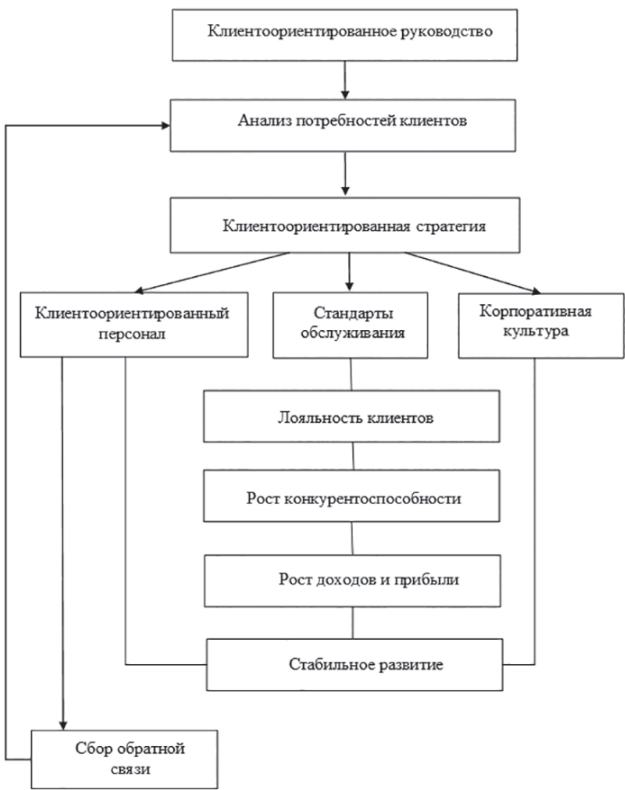 Клиентоориентированное руководство
Анализ потребностей клиентов
Клиентоориентированная стратегия
Клиентоориентированный
персонал
Стандарты
обслуживания
Корпоративная
культура
Лояльность клиентов
Рост конкурентоспособности
Рост доходов и прибыли
Стабильное развитие
Сбор обратной
связи